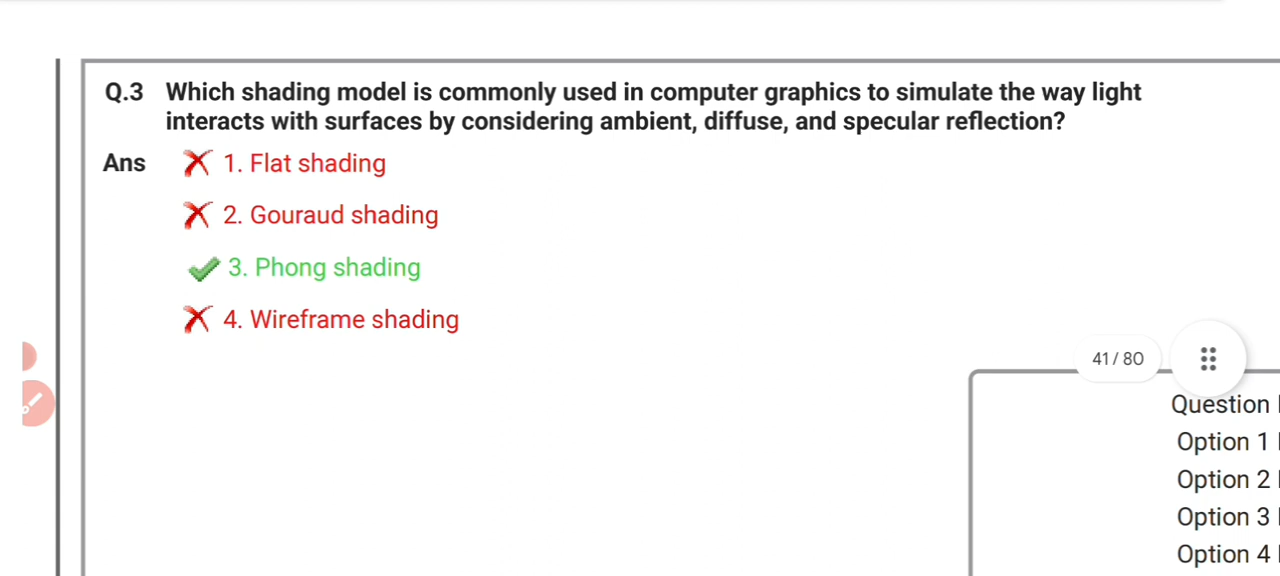 Q.3 Which shading model is commonly used in computer graphics to simulate the way light
interacts with surfaces by considering ambient, diffuse, and specular reflection?
Ans 1. Flat shading
2. Gouraud shading
3. Phong shading
4. Wireframe shading
41 / 80
Question
Option 1
Option 2
Option 3
Option 4